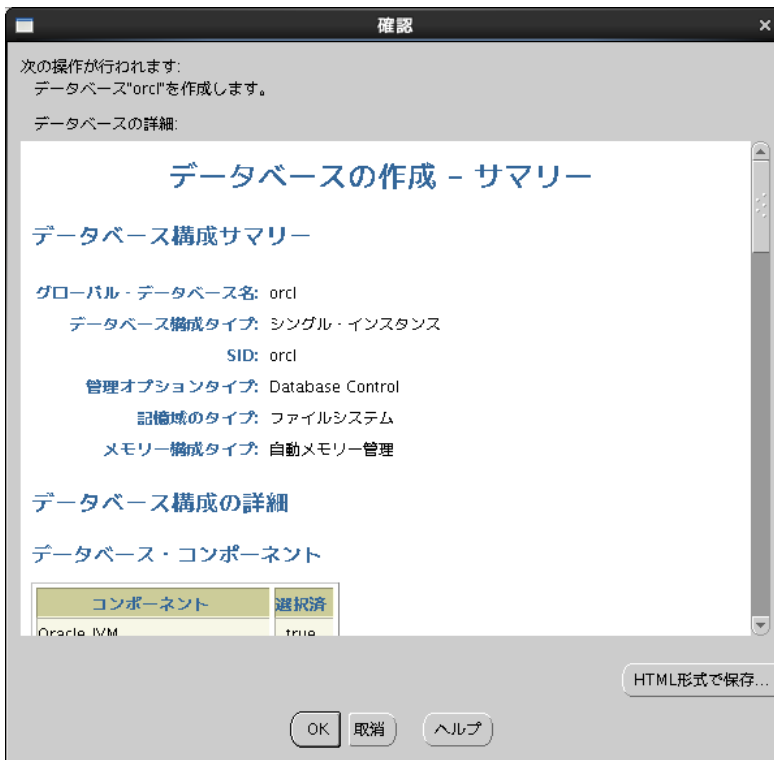 確認
次の操作が行われます:
データベース"orcl"を作成します。
データベースの詳細:
データベースの作成 – サマリー
データベース構成サマリー
グローバル・データベース名: orcl
データベース構成タイプ: シングル・インスタンス
SID: orcl
管理オプションタイプ: Database Control
記憶域のタイプ: ファイルシステム
メモリー構成タイプ: 自動メモリー管理
データベース構成の詳細
データベース・コンポーネント
コンポーネント 選択済
Oracle JVM true
HTML形式で保存...
OK 取消 ヘルプ